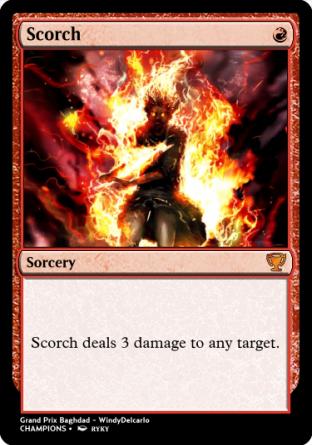 Scorch
Sorcery
Scorch deals 3 damage to any target.
Grand Prix Baghdad – WindyDelcarlo
CHAMPIONS • RYKY